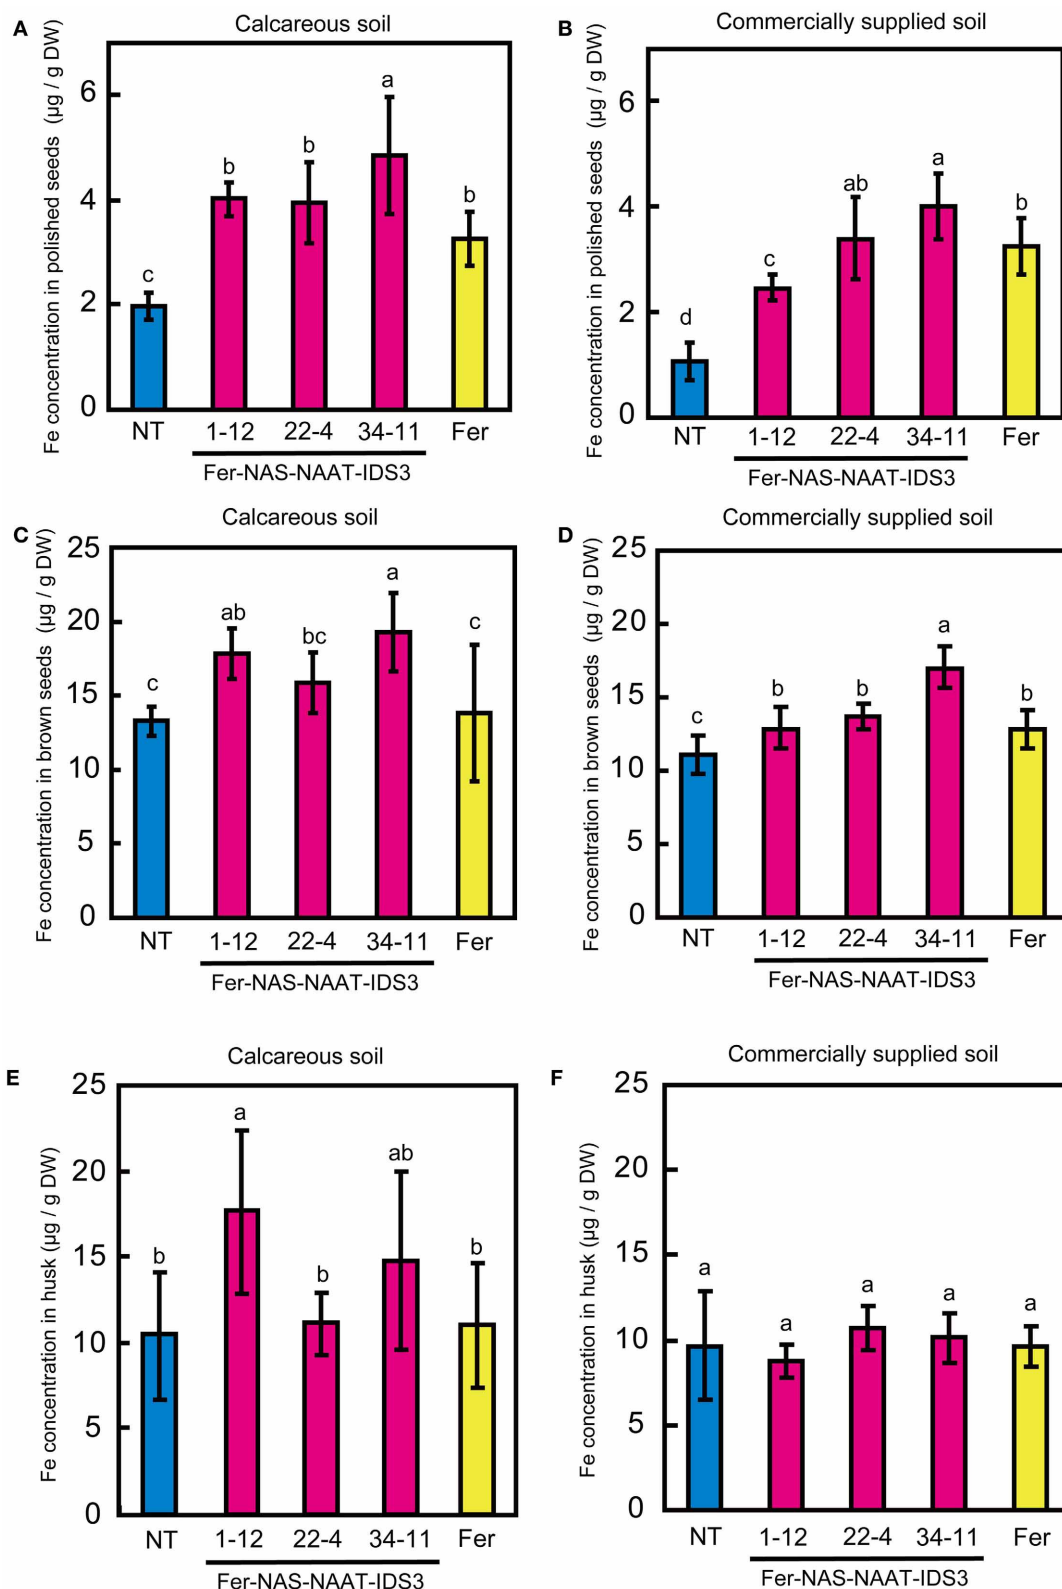 A
Calcareous soil
Fe concentration in polished seeds (µg / g DW)
6
4
2
0
c
b
b
a
b
NT
1-12
22-4
34-11
Fer
Fer-NAS-NAAT-IDS3
B
Commercially supplied soil
Fe concentration in polished seeds (µg / g DW)
6
4
2
0
d
c
ab
a
b
NT
1-12
22-4
34-11
Fer
Fer-NAS-NAAT-IDS3
C
Calcareous soil
Fe concentration in brown seeds (µg / g DW)
25
20
15
10
5
0
c
ab
bc
a
c
NT
1-12
22-4
34-11
Fer
Fer-NAS-NAAT-IDS3
D
Commercially supplied soil
Fe concentration in brown seeds (µg / g DW)
25
20
15
10
5
0
c
b
b
a
b
NT
1-12
22-4
34-11
Fer
Fer-NAS-NAAT-IDS3
E
Calcareous soil
Fe concentration in husk (µg / g DW)
25
20
15
10
5
0
b
a
b
ab
b
NT
1-12
22-4
34-11
Fer
Fer-NAS-NAAT-IDS3
F
Commercially supplied soil
Fe concentration in husk (µg / g DW)
25
20
15
10
5
0
a
a
a
a
a
NT
1-12
22-4
34-11
Fer
Fer-NAS-NAAT-IDS3